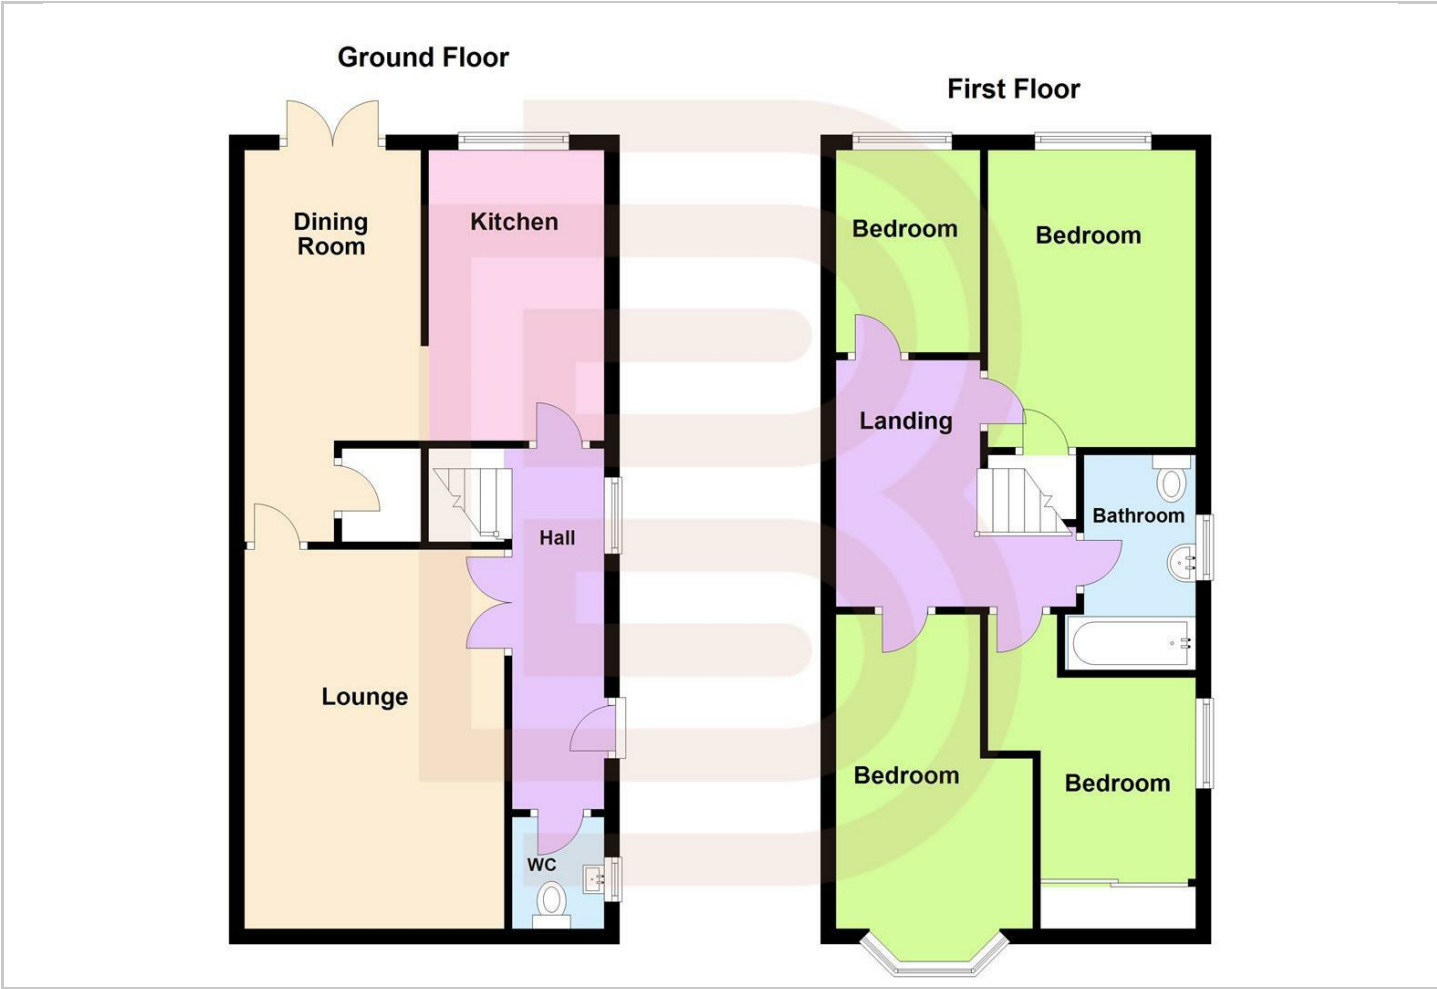 Ground Floor
Dining
Room
Kitchen
Hall
Lounge
WC
First Floor
Bedroom
Bedroom
Landing
Bathroom
Bedroom
Bedroom